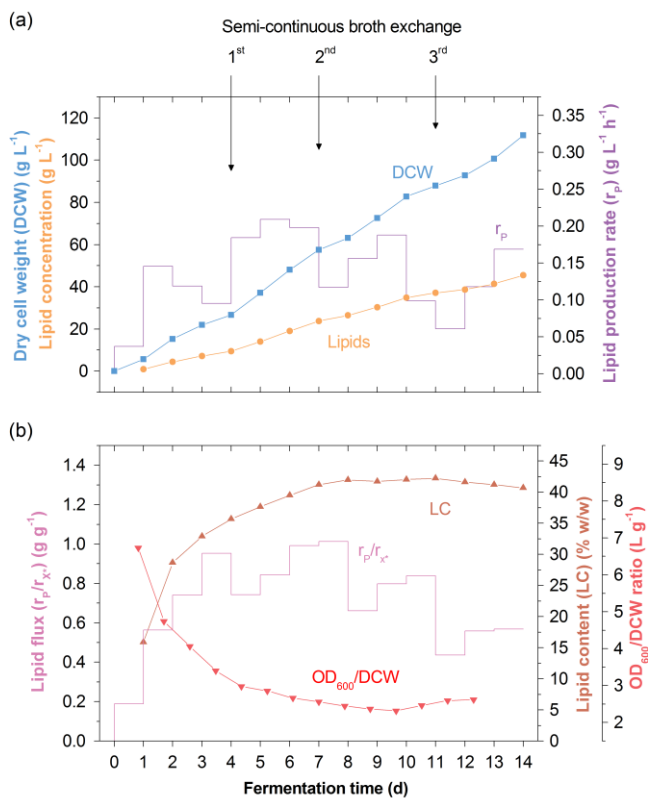 (a)
Semi-continuous broth exchange
1st 2nd 3rd
Dry cell weight (DCW) (g L⁻¹)
Lipid concentration (g L⁻¹)
120
100
80
60
40
20
0
DCW
rP
Lipids
0.35
0.30
0.25
0.20
0.15
0.10
0.05
0.00
Lipid production rate (rP) (g L⁻¹ h⁻¹)
(b)
Lipid flux (rP/rX*) (g g⁻¹)
1.4
1.2
1.0
0.8
0.6
0.4
0.2
0.0
LC
rP/rX*
OD600/DCW
45
40
35
30
25
20
15
10
5
0
Lipid content (LC) (% w/w)
9
8
7
6
5
4
3
2
OD600/DCW ratio (L g⁻¹)
0 1 2 3 4 5 6 7 8 9 10 11 12 13 14
Fermentation time (d)